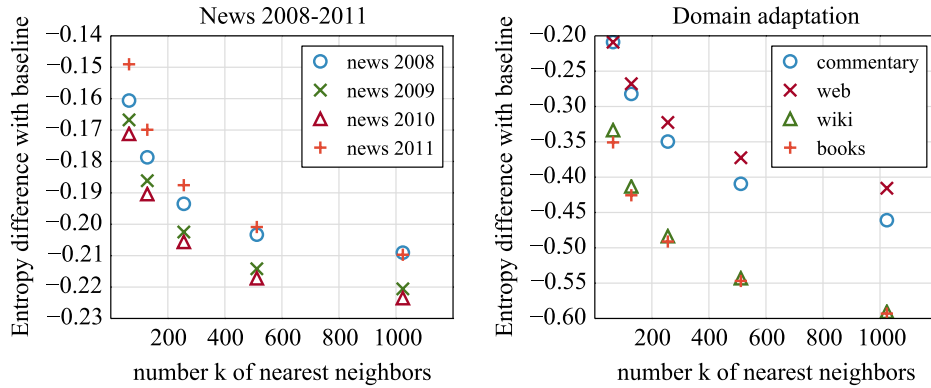 News 2008-2011
Entropy difference with baseline
−0.14
−0.15
−0.16
−0.17
−0.18
−0.19
−0.20
−0.21
−0.22
−0.23
news 2008
news 2009
news 2010
news 2011
200 400 600 800 1000
number k of nearest neighbors
Domain adaptation
Entropy difference with baseline
−0.20
−0.25
−0.30
−0.35
−0.40
−0.45
−0.50
−0.55
−0.60
commentary
web
wiki
books
200 400 600 800 1000
number k of nearest neighbors